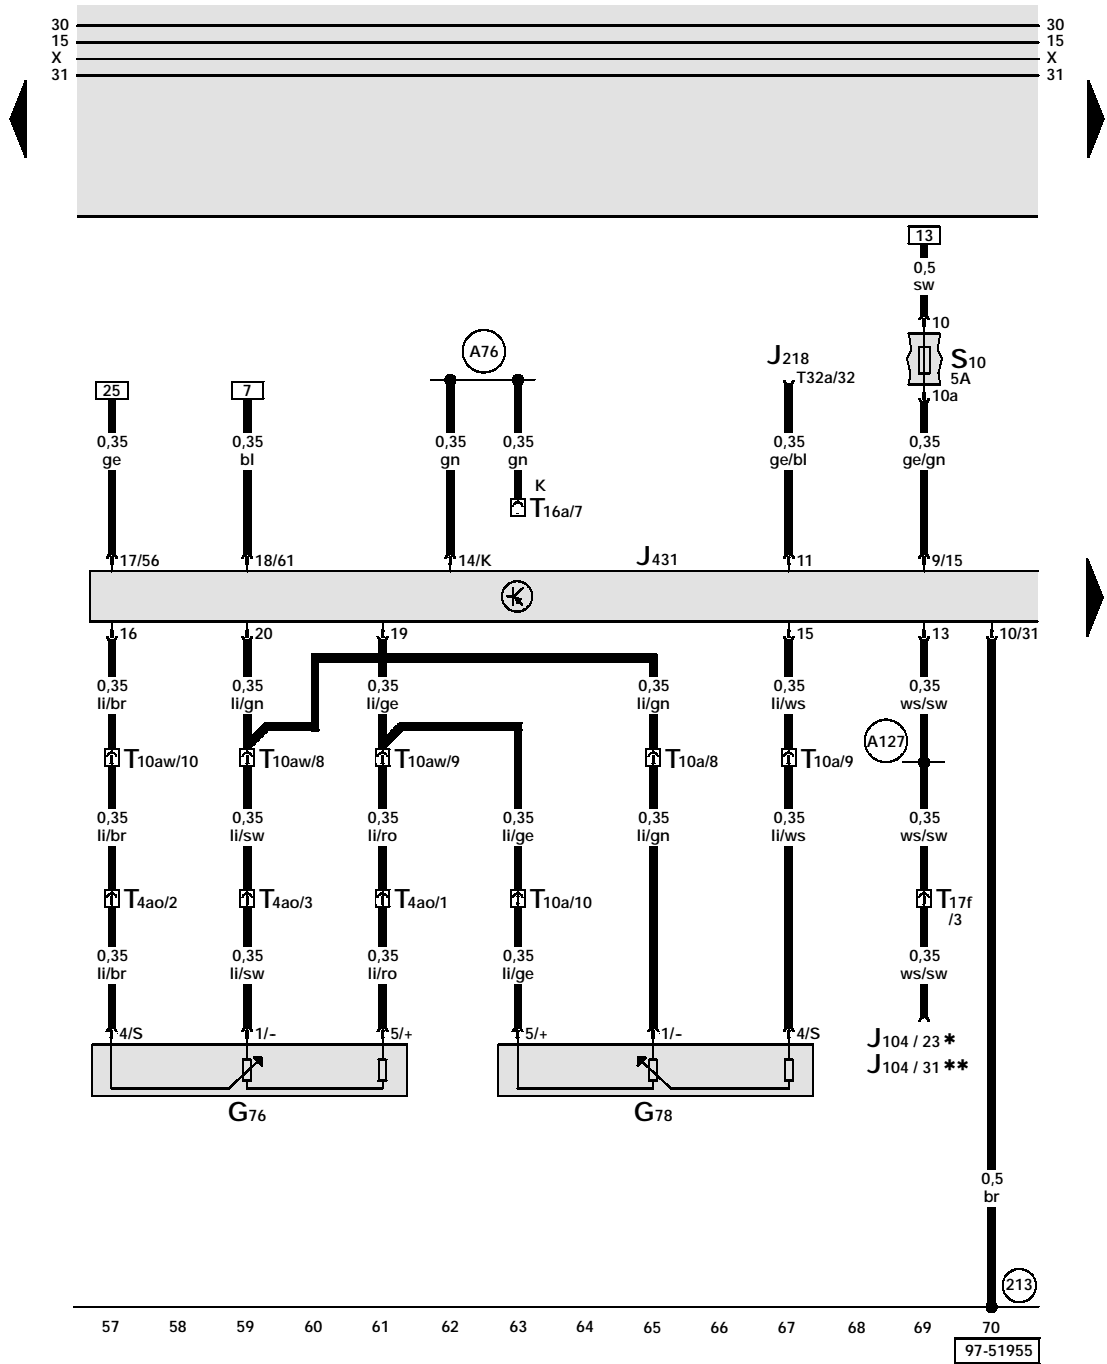 30 30
15 15
X X
31 31
13
0,5
sw
10
S10
5A
10a
A76
J218
T32a/32
25 7
0,35 0,35 0,35 0,35 0,35 0,35
ge bl gn gn ge/bl ge/gn
K
T16a/7
17/56 18/61 14/K J431 11 9/15
16 20 19 15 13 10/31
0,35 0,35 0,35 0,35 0,35 0,35
li/br li/gn li/ge li/gn li/ws ws/sw
A127
T10aw/10 T10aw/8 T10aw/9 T10a/8 T10a/9
0,35 0,35 0,35 0,35 0,35 0,35 0,35
li/br li/sw li/ro li/ge li/gn li/ws ws/sw
T4ao/2 T4ao/3 T4ao/1 T10a/10 T17f
/3
0,35 0,35 0,35 0,35 0,35
li/br li/sw li/ro li/ge ws/sw
4/S 1/- 5/+ 5/+ 1/- 4/S
J104 / 23 *
J104 / 31 **
G76 G78
0,5
br
213
57 58 59 60 61 62 63 64 65 66 67 68 69 70
97-51955